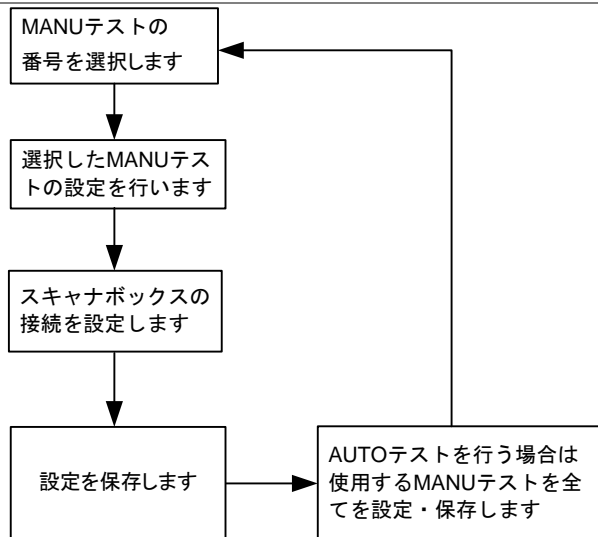 MANUテストの
番号を選択します
選択したMANUテス
トの設定を行います
スキャナボックスの
接続を設定します
設定を保存します
AUTOテストを行う場合は
使用するMANUテストを全
てを設定・保存します